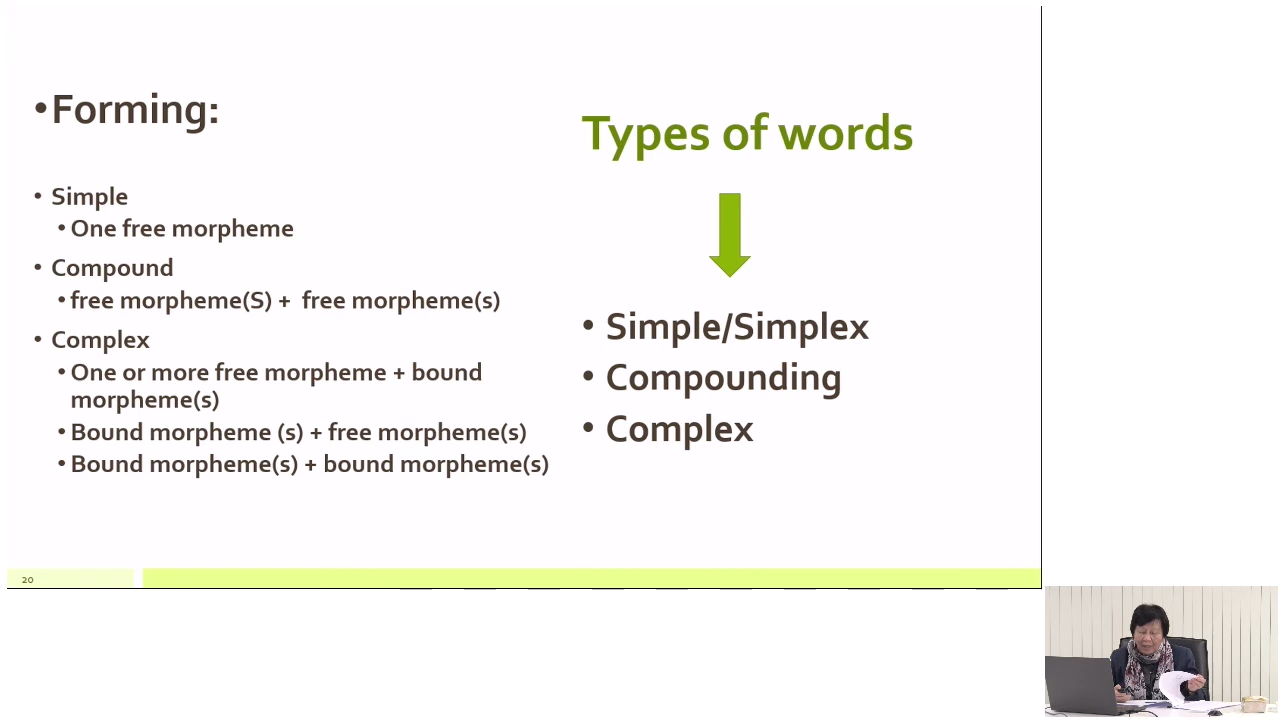 •Forming:
• Simple
• One free morpheme
• Compound
• free morpheme(S) + free morpheme(s)
• Complex
• One or more free morpheme + bound
morpheme(s)
• Bound morpheme (s) + free morpheme(s)
• Bound morpheme(s) + bound morpheme(s)
Types of words
• Simple/Simplex
• Compounding
• Complex
20